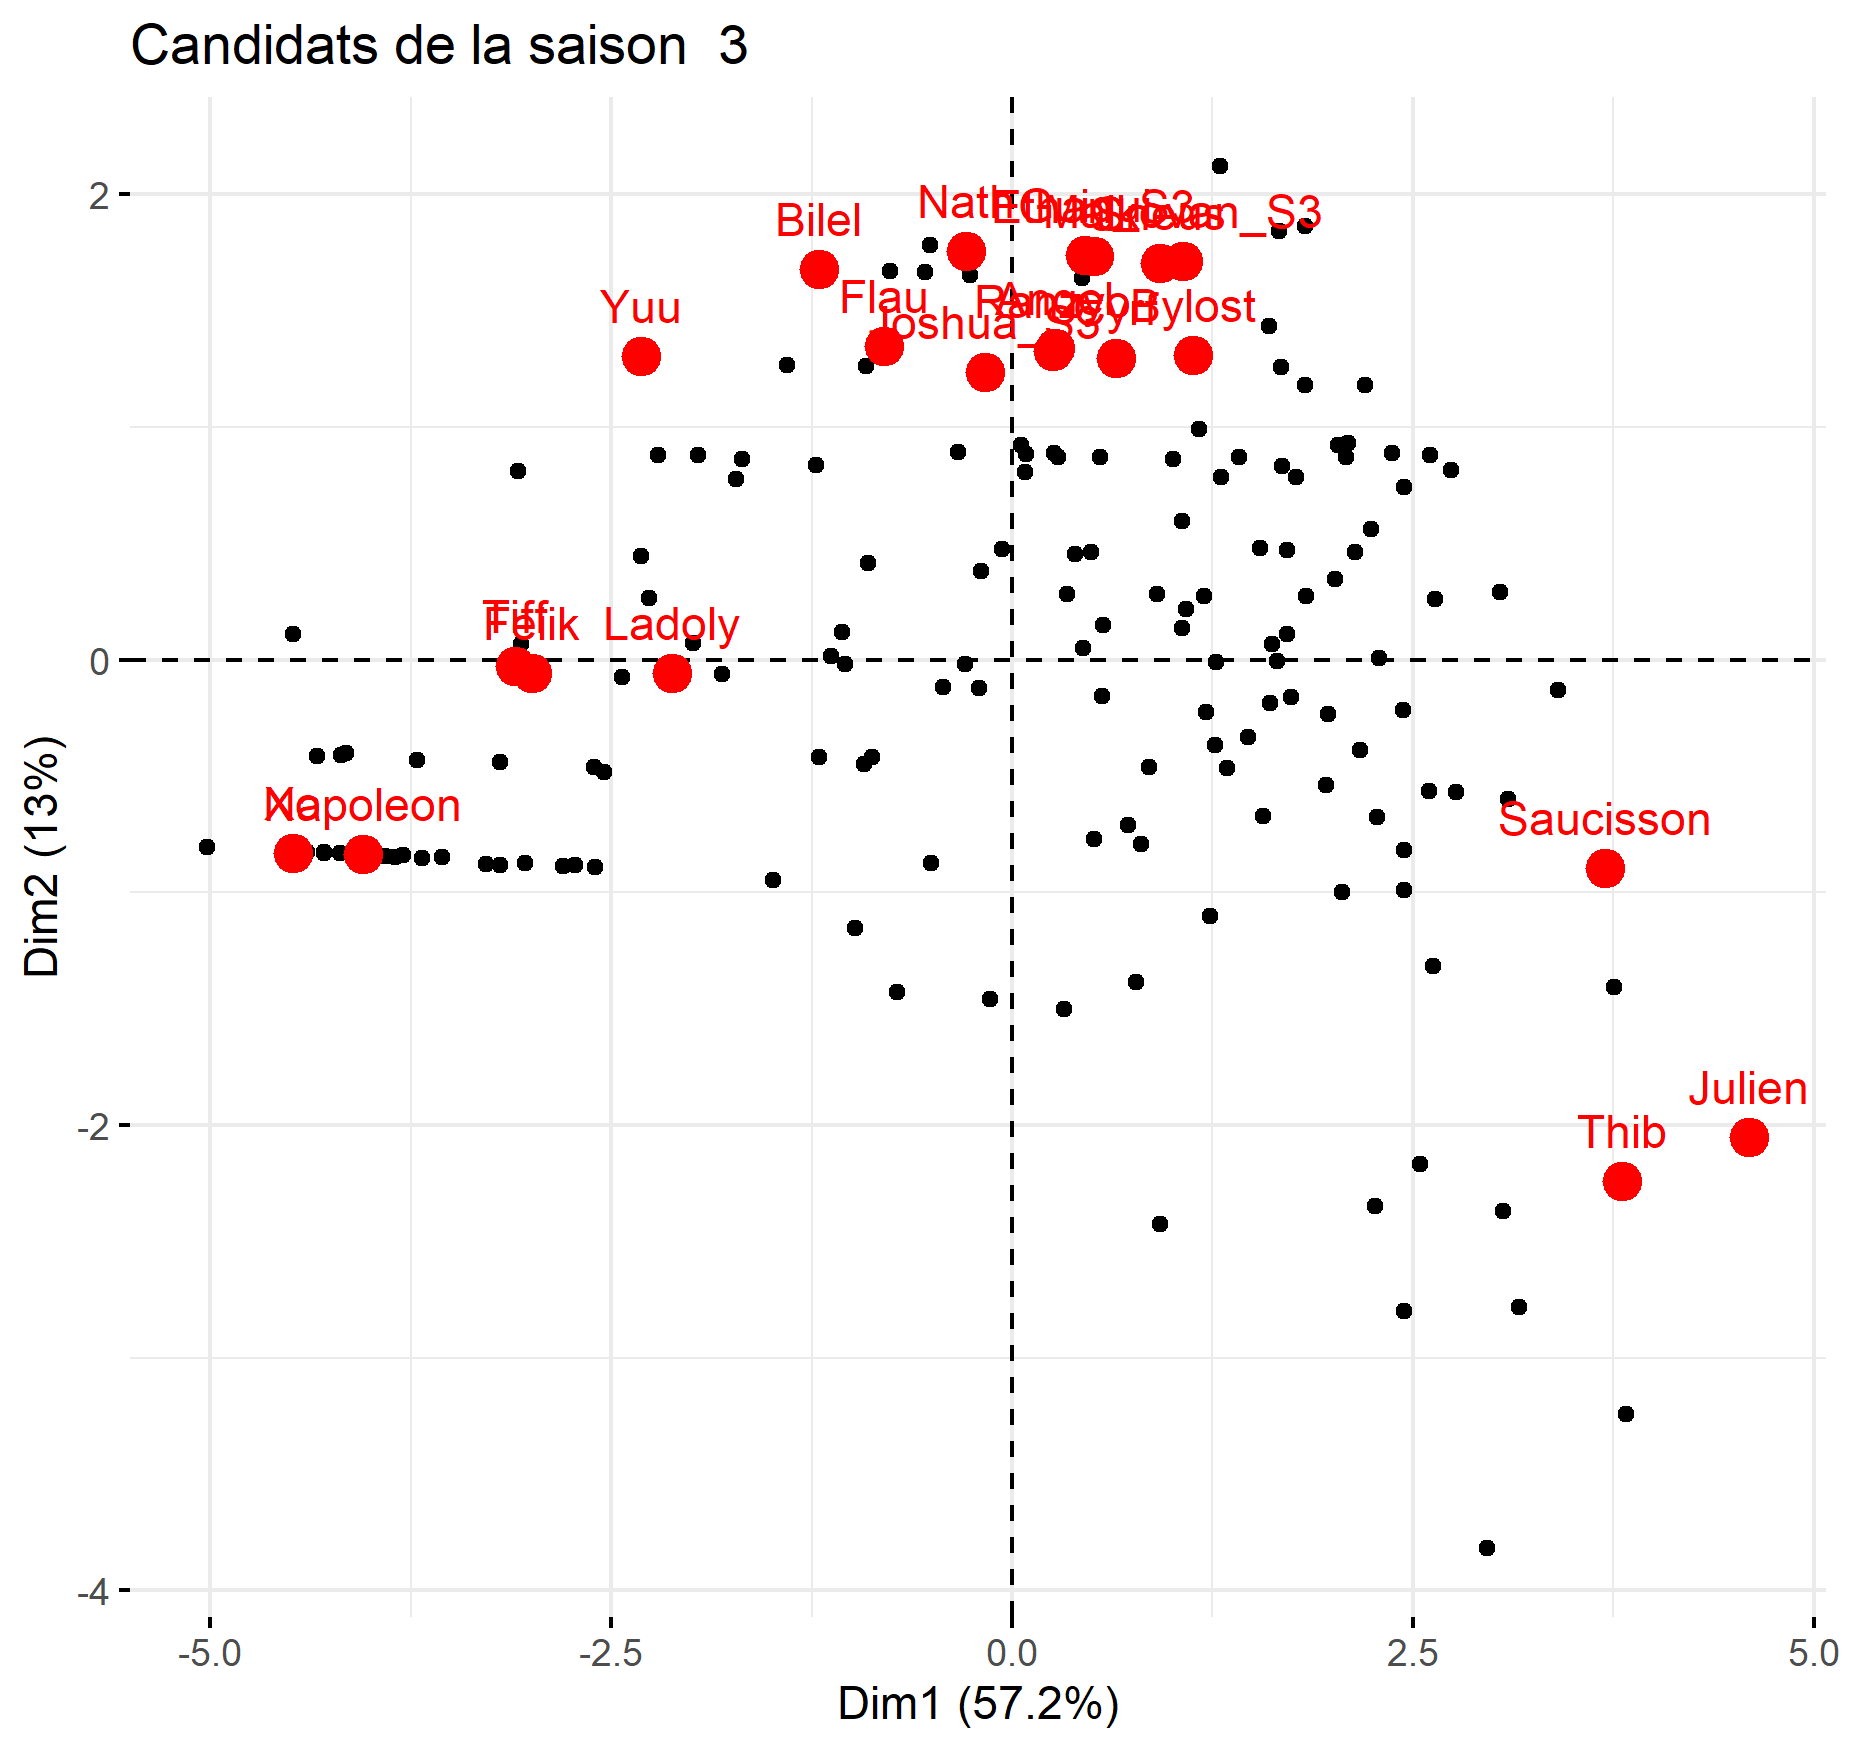 Candidats de la saison  3
2
0
-2
-4
Dim2 (13%)
Bilel
Yuu
Flau
Joshua_S3
Bylost
Tiff
Felik
Ladoly
Napoleon
Saucisson
Julien
Thib
-5.0
-2.5
0.0
2.5
5.0
Dim1 (57.2%)